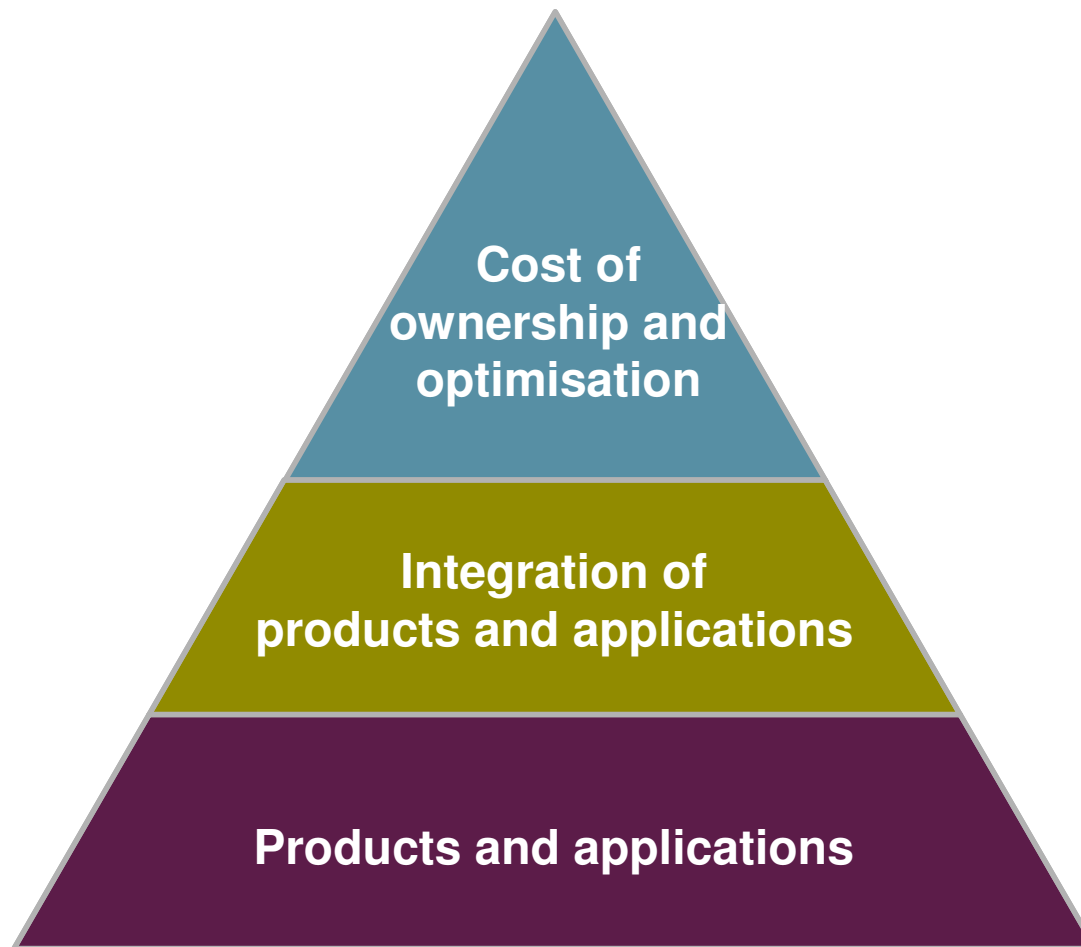 Cost of
ownership and
optimisation
Integration of
products and applications
Products and applications